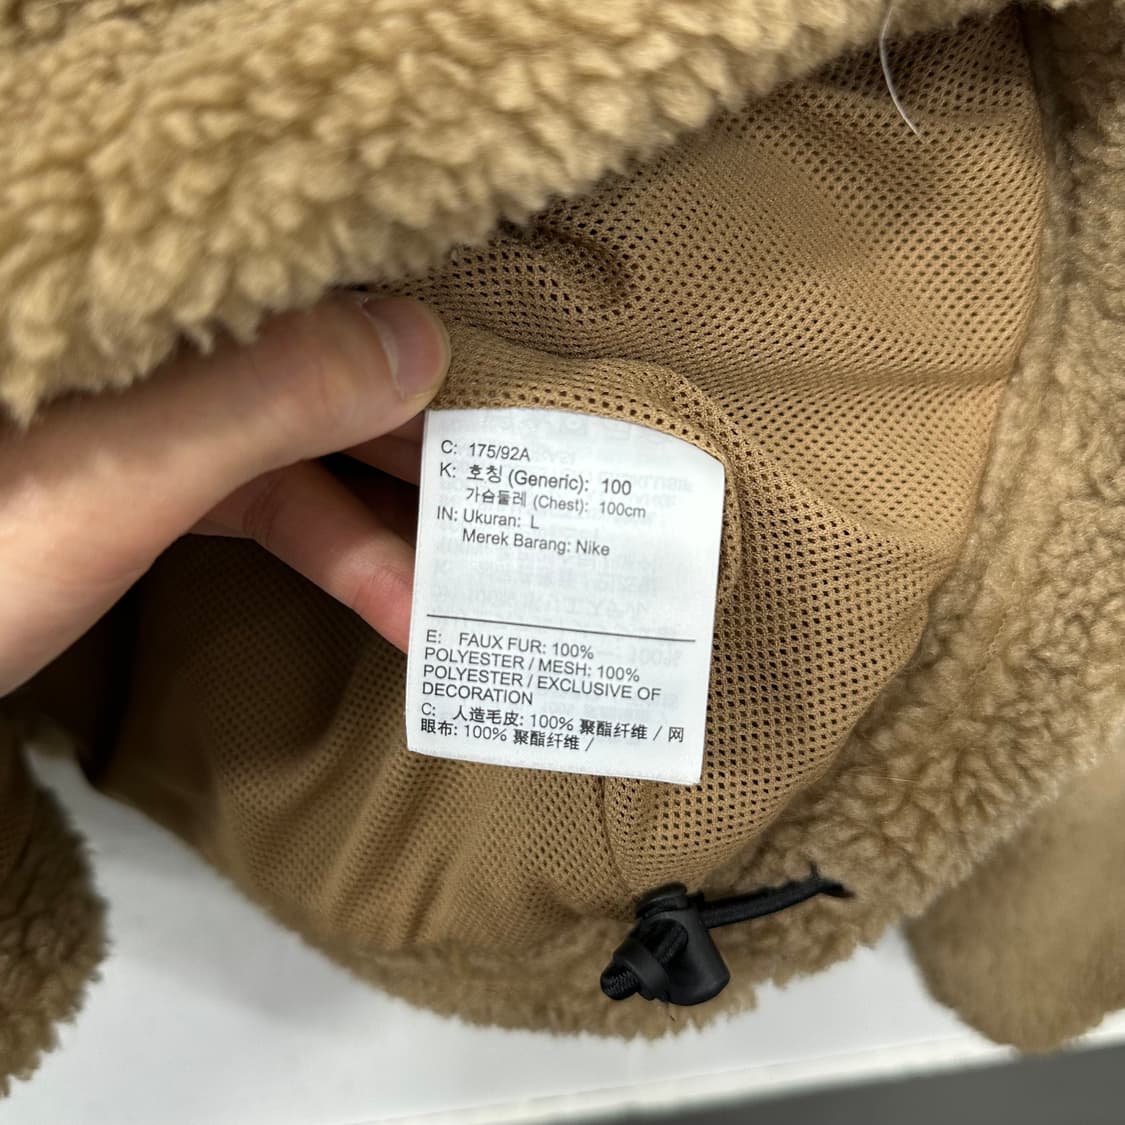 C: 175/92A
K: 호칭 (Generic): 100
가슴둘레 (Chest): 100cm
IN: Ukuran: L
Merek Barang: Nike
E: FAUX FUR: 100%
POLYESTER / MESH: 100%
POLYESTER / EXCLUSIVE OF
DECORATION
C: 人造毛皮: 100% 聚酯纤维 / 网
眼布: 100% 聚酯纤维 /